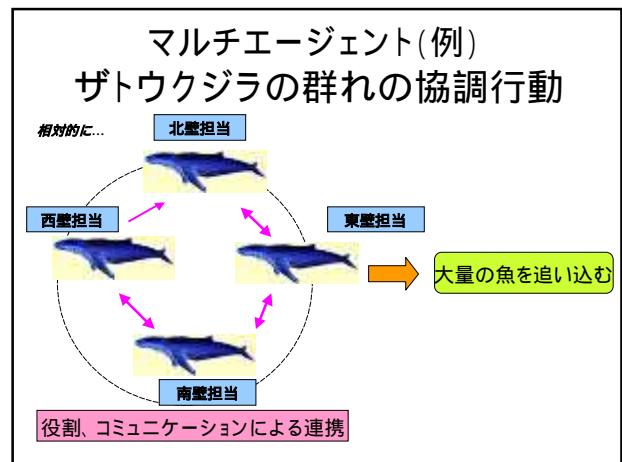 マルチエージェント(例)
ザトウクジラの群れの協調行動
相対的に...
北壁担当
西壁担当
東壁担当
大量の魚を追い込む
南壁担当
役割、コミュニケーションによる連携